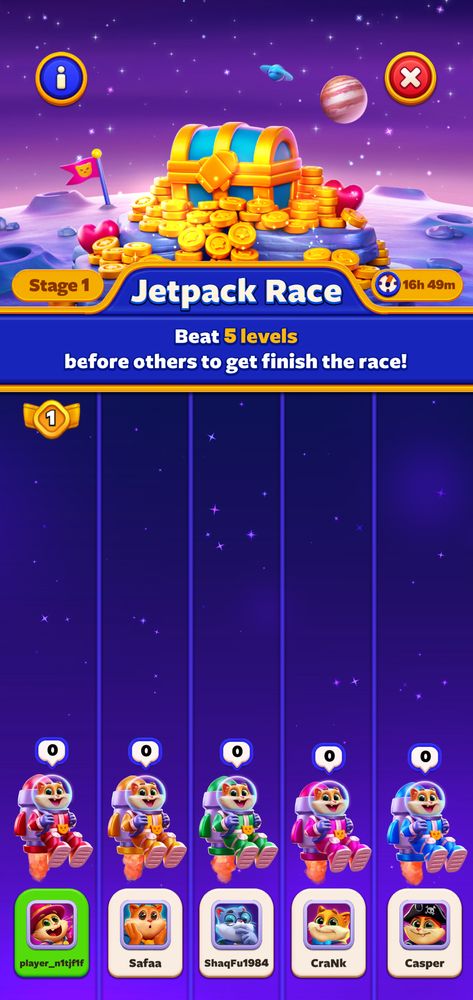 Stage 1
Jetpack Race
16h 49m
Beat 5 levels
before others to get finish the race!
1
0
0
0
0
0
player_n1tjf1f
Safaa
ShaqFu1984
CraNk
Casper